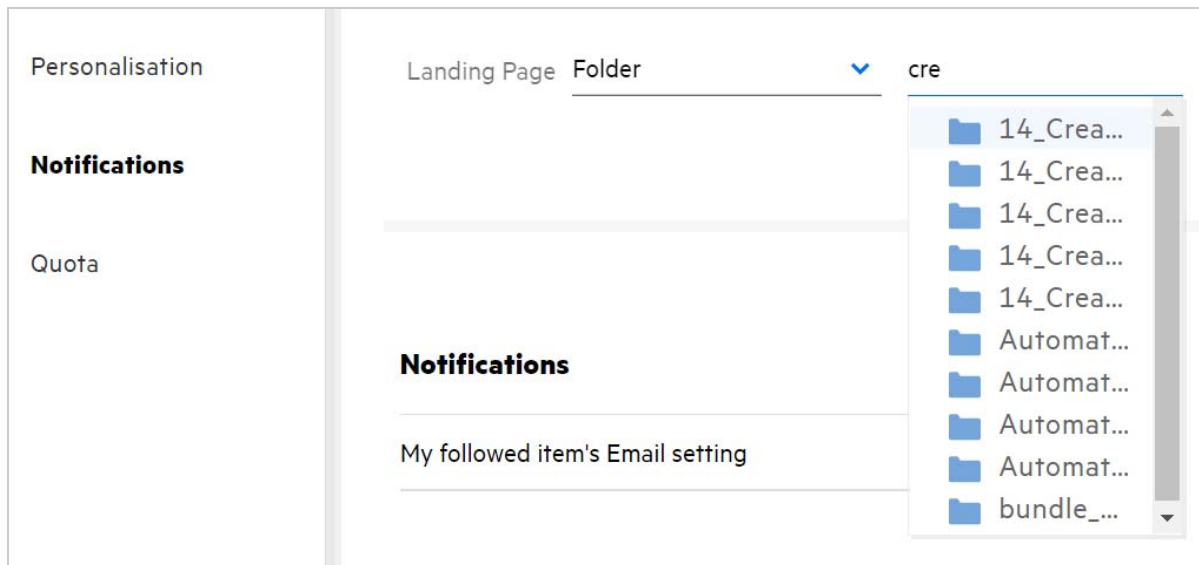 Personalisation
Notifications
Quota
Landing Page Folder cre
14_Crea...
14_Crea...
14_Crea...
14_Crea...
14_Crea...
Automat...
Automat...
Automat...
Automat...
bundle_...
Notifications
My followed item's Email setting